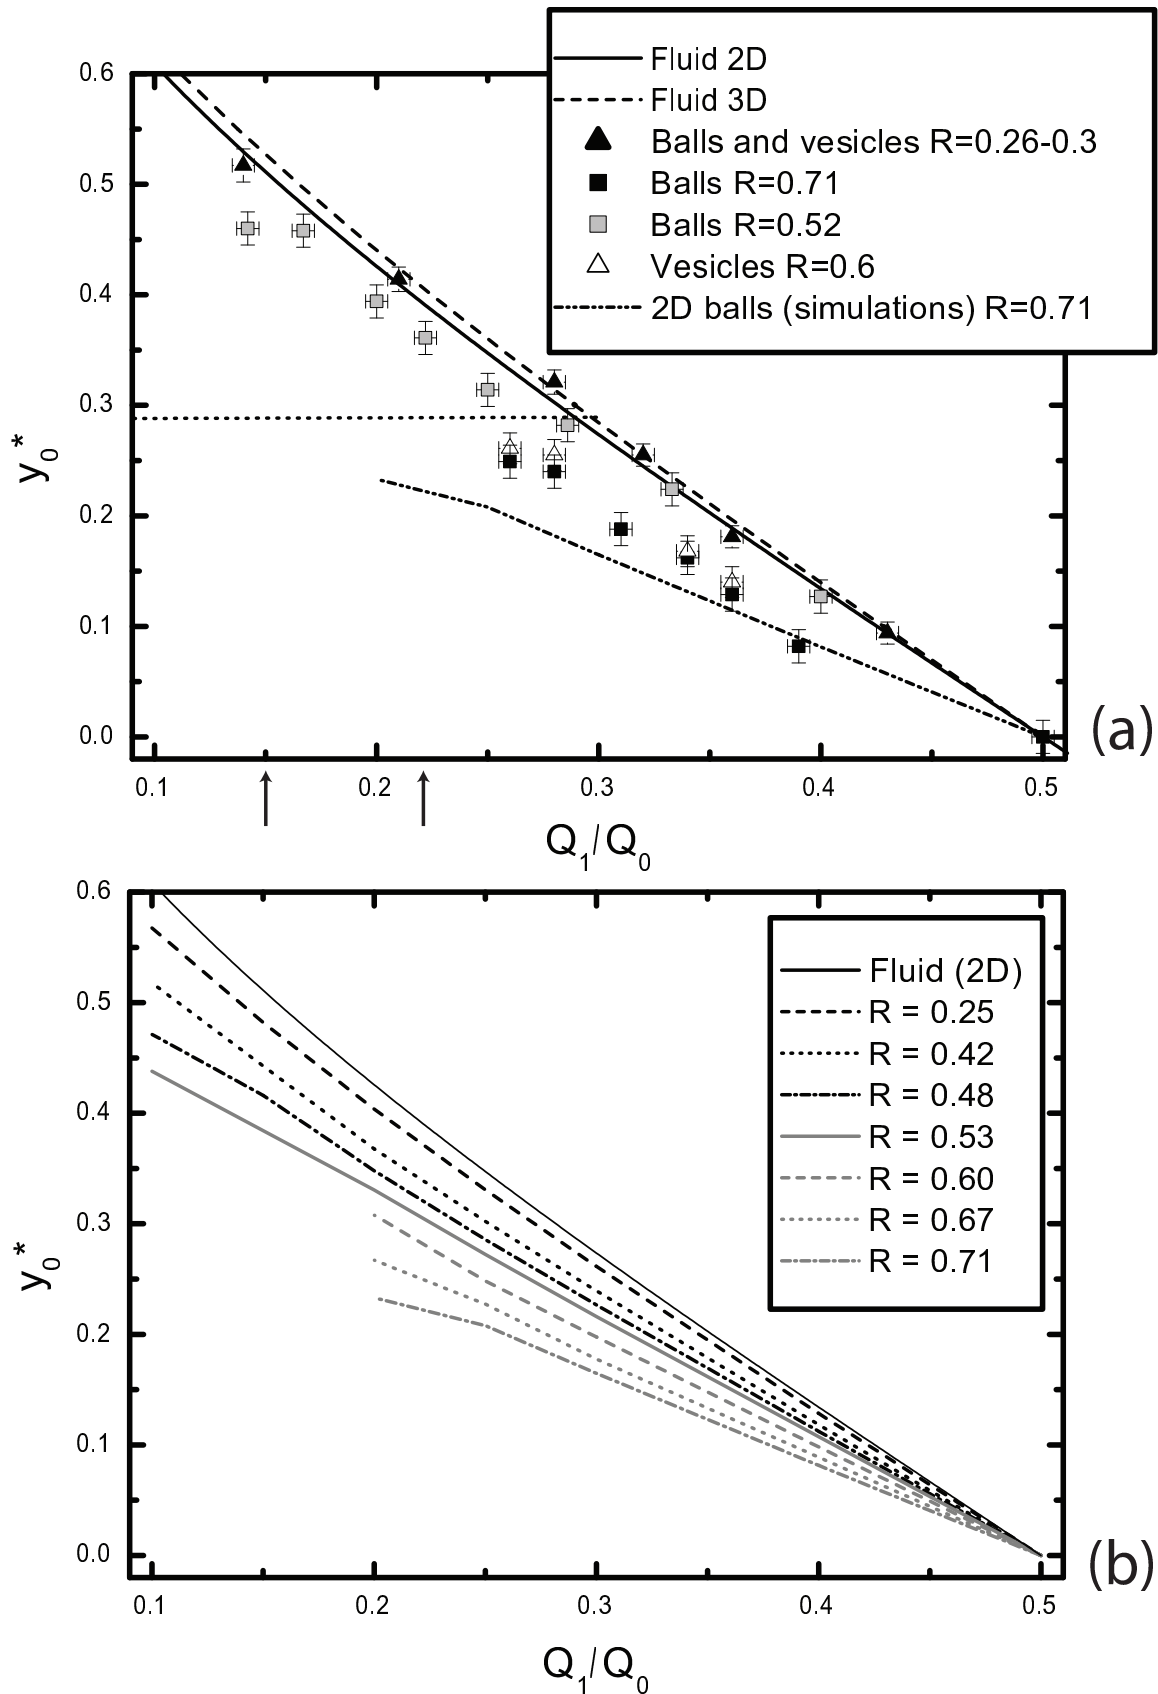 Fluid 2D
Fluid 3D
Balls and vesicles R=0.26-0.3
Balls R=0.71
Balls R=0.52
Vesicles R=0.6
2D balls (simulations) R=0.71
0.6
0.5
0.4
0.3
0.2
0.1
0.0
y₀*
(a)
0.1 0.2 0.3 0.4 0.5
Q₁/Q₀
Fluid (2D)
R = 0.25
R = 0.42
R = 0.48
R = 0.53
R = 0.60
R = 0.67
R = 0.71
0.6
0.5
0.4
0.3
0.2
0.1
0.0
y₀*
(b)
0.1 0.2 0.3 0.4 0.5
Q₁/Q₀